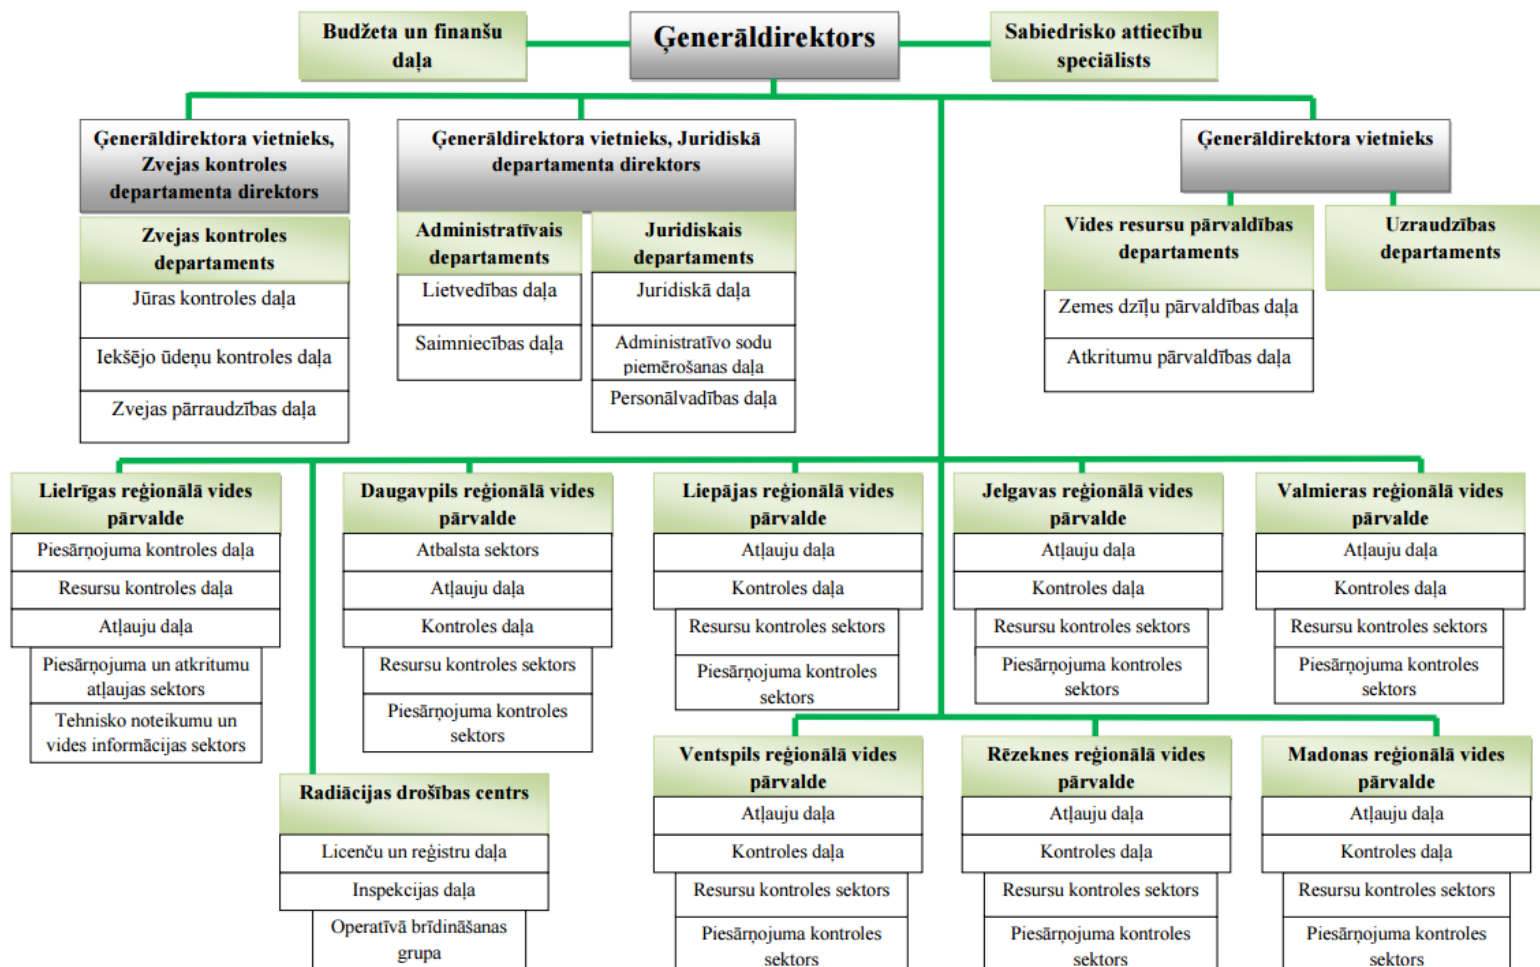 Budžeta un finanšu
daļa
Ģenerāldirektors
Sabiedrisko attiecību
speciālists
Ģenerāldirektora vietnieks,
Zvejas kontroles
departamenta direktors
Zvejas kontroles
departaments
Jūras kontroles daļa
Iekšējo ūdeņu kontroles daļa
Zvejas pārraudzības daļa
Ģenerāldirektora vietnieks, Juridiskā
departamenta direktors
Administratīvais
departaments
Lietvedības daļa
Saimniecības daļa
Juridiskais
departaments
Juridiskā daļa
Administratīvo sodu
piemērošanas daļa
Personālvadības daļa
Ģenerāldirektora vietnieks
Vides resursu pārvaldības
departaments
Zemes dzīļu pārvaldības daļa
Atkritumu pārvaldības daļa
Uzraudzības
departaments
Lielrīgas reģionālā vides
pārvalde
Piesārņojuma kontroles daļa
Resursu kontroles daļa
Atļauju daļa
Piesārņojuma un atkritumu
atļaujas sektors
Tehnisko noteikumu un
vides informācijas sektors
Daugavpils reģionālā vides
pārvalde
Atbalsta sektors
Atļauju daļa
Kontroles daļa
Resursu kontroles sektors
Piesārņojuma kontroles
sektors
Liepājas reģionālā vides
pārvalde
Atļauju daļa
Kontroles daļa
Resursu kontroles sektors
Piesārņojuma kontroles
sektors
Jelgavas reģionālā vides
pārvalde
Atļauju daļa
Kontroles daļa
Resursu kontroles sektors
Piesārņojuma kontroles
sektors
Valmieras reģionālā vides
pārvalde
Atļauju daļa
Kontroles daļa
Resursu kontroles sektors
Piesārņojuma kontroles
sektors
Radiācijas drošības centrs
Licenču un reģistru daļa
Inspekcijas daļa
Operatīvā brīdināšanas
grupa
Ventspils reģionālā vides
pārvalde
Atļauju daļa
Kontroles daļa
Resursu kontroles sektors
Piesārņojuma kontroles
sektors
Rēzeknes reģionālā vides
pārvalde
Atļauju daļa
Kontroles daļa
Resursu kontroles sektors
Piesārņojuma kontroles
sektors
Madonas reģionālā vides
pārvalde
Atļauju daļa
Kontroles daļa
Resursu kontroles sektors
Piesārņojuma kontroles
sektors